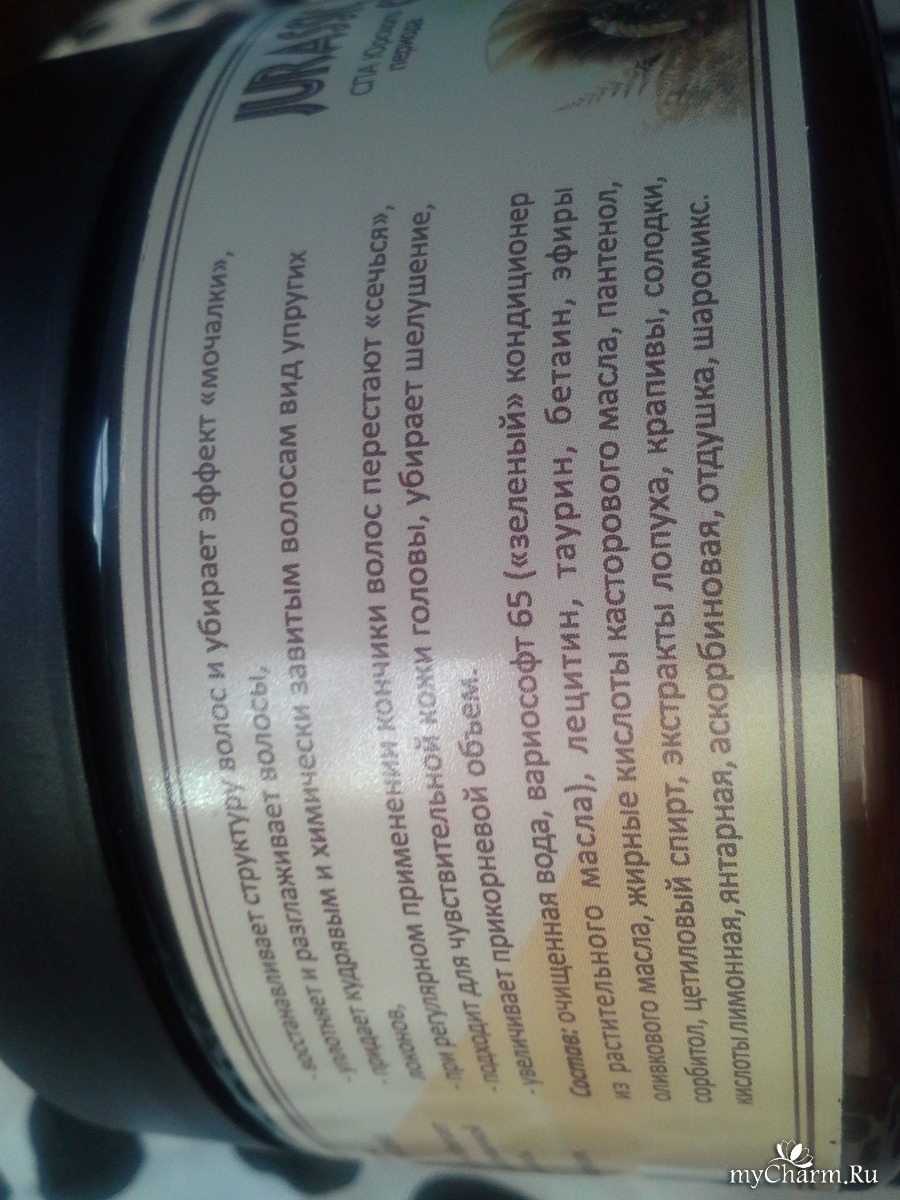 - восстанавливает структуру волос и убирает эффект «мочалки»,
- уплотняет и разглаживает волосы,
- придает кудрявым и химически завитым волосам вид упругих
локонов,
- при регулярном применении кончики волос перестают «сечься»,
- подходит для чувствительной кожи головы, убирает шелушение,
- увеличивает прикорневой объем.
Состав: очищенная вода, вариософт 65 («зеленый» кондиционер
из растительного масла), лецитин, таурин, бетаин, эфиры
оливкового масла, жирные кислоты касторового масла, пантенол,
сорбитол, цетиловый спирт, экстракты лопуха, крапивы, солодки,
кислоты лимонная, янтарная, аскорбиновая, отдушка, шаромикс.
JURASSIC
СПА Юрского
периода
myCharm.Ru